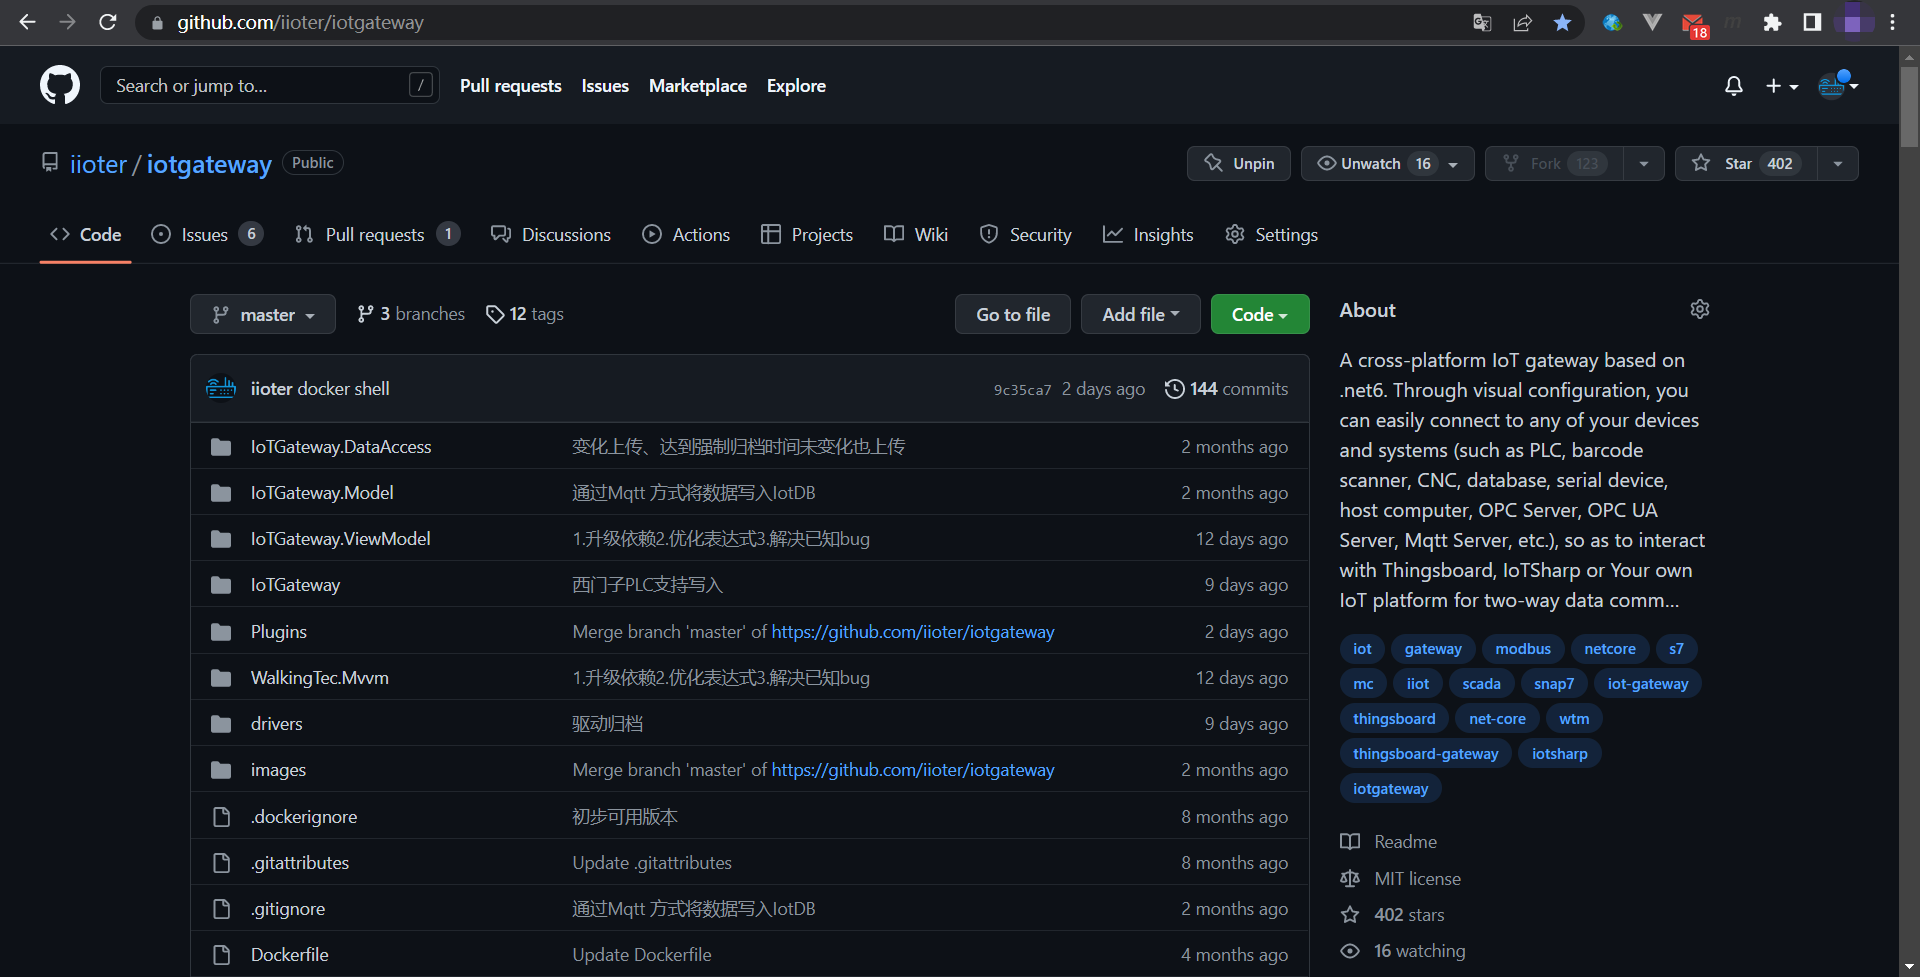 github.com/iioter/iotgateway
18
Search or jump to... /
Pull requests Issues Marketplace Explore
iioter / iotgateway Public
Unpin Unwatch 16 Fork 123 Star 402
Code Issues 6 Pull requests 1 Discussions Actions Projects Wiki Security Insights Settings
master 3 branches 12 tags Go to file Add file Code
iioter docker shell 9c35ca7 2 days ago 144 commits
IoTGateway.DataAccess 变化上传、达到强制归档时间未变化也上传 2 months ago
IoTGateway.Model 通过Mqtt 方式将数据写入IotDB 2 months ago
IoTGateway.ViewModel 1.升级依赖2.优化表达式3.解决已知bug 12 days ago
IoTGateway 西门子PLC支持写入 9 days ago
Plugins Merge branch 'master' of https://github.com/iioter/iotgateway 2 days ago
WalkingTec.Mvvm 1.升级依赖2.优化表达式3.解决已知bug 12 days ago
drivers 驱动归档 9 days ago
images Merge branch 'master' of https://github.com/iioter/iotgateway 2 months ago
.dockerignore 初步可用版本 8 months ago
.gitattributes Update .gitattributes 8 months ago
.gitignore 通过Mqtt 方式将数据写入IotDB 2 months ago
Dockerfile Update Dockerfile 4 months ago
About
A cross-platform IoT gateway based on
.net6. Through visual configuration, you
can easily connect to any of your devices
and systems (such as PLC, barcode
scanner, CNC, database, serial device,
host computer, OPC Server, OPC UA
Server, Mqtt Server, etc.), so as to interact
with Thingsboard, IoTSharp or Your own
IoT platform for two-way data comm...
iot gateway modbus netcore s7
mc iiot scada snap7 iot-gateway
thingsboard net-core wtm
thingsboard-gateway iotsharp
iotgateway
Readme
MIT license
402 stars
16 watching